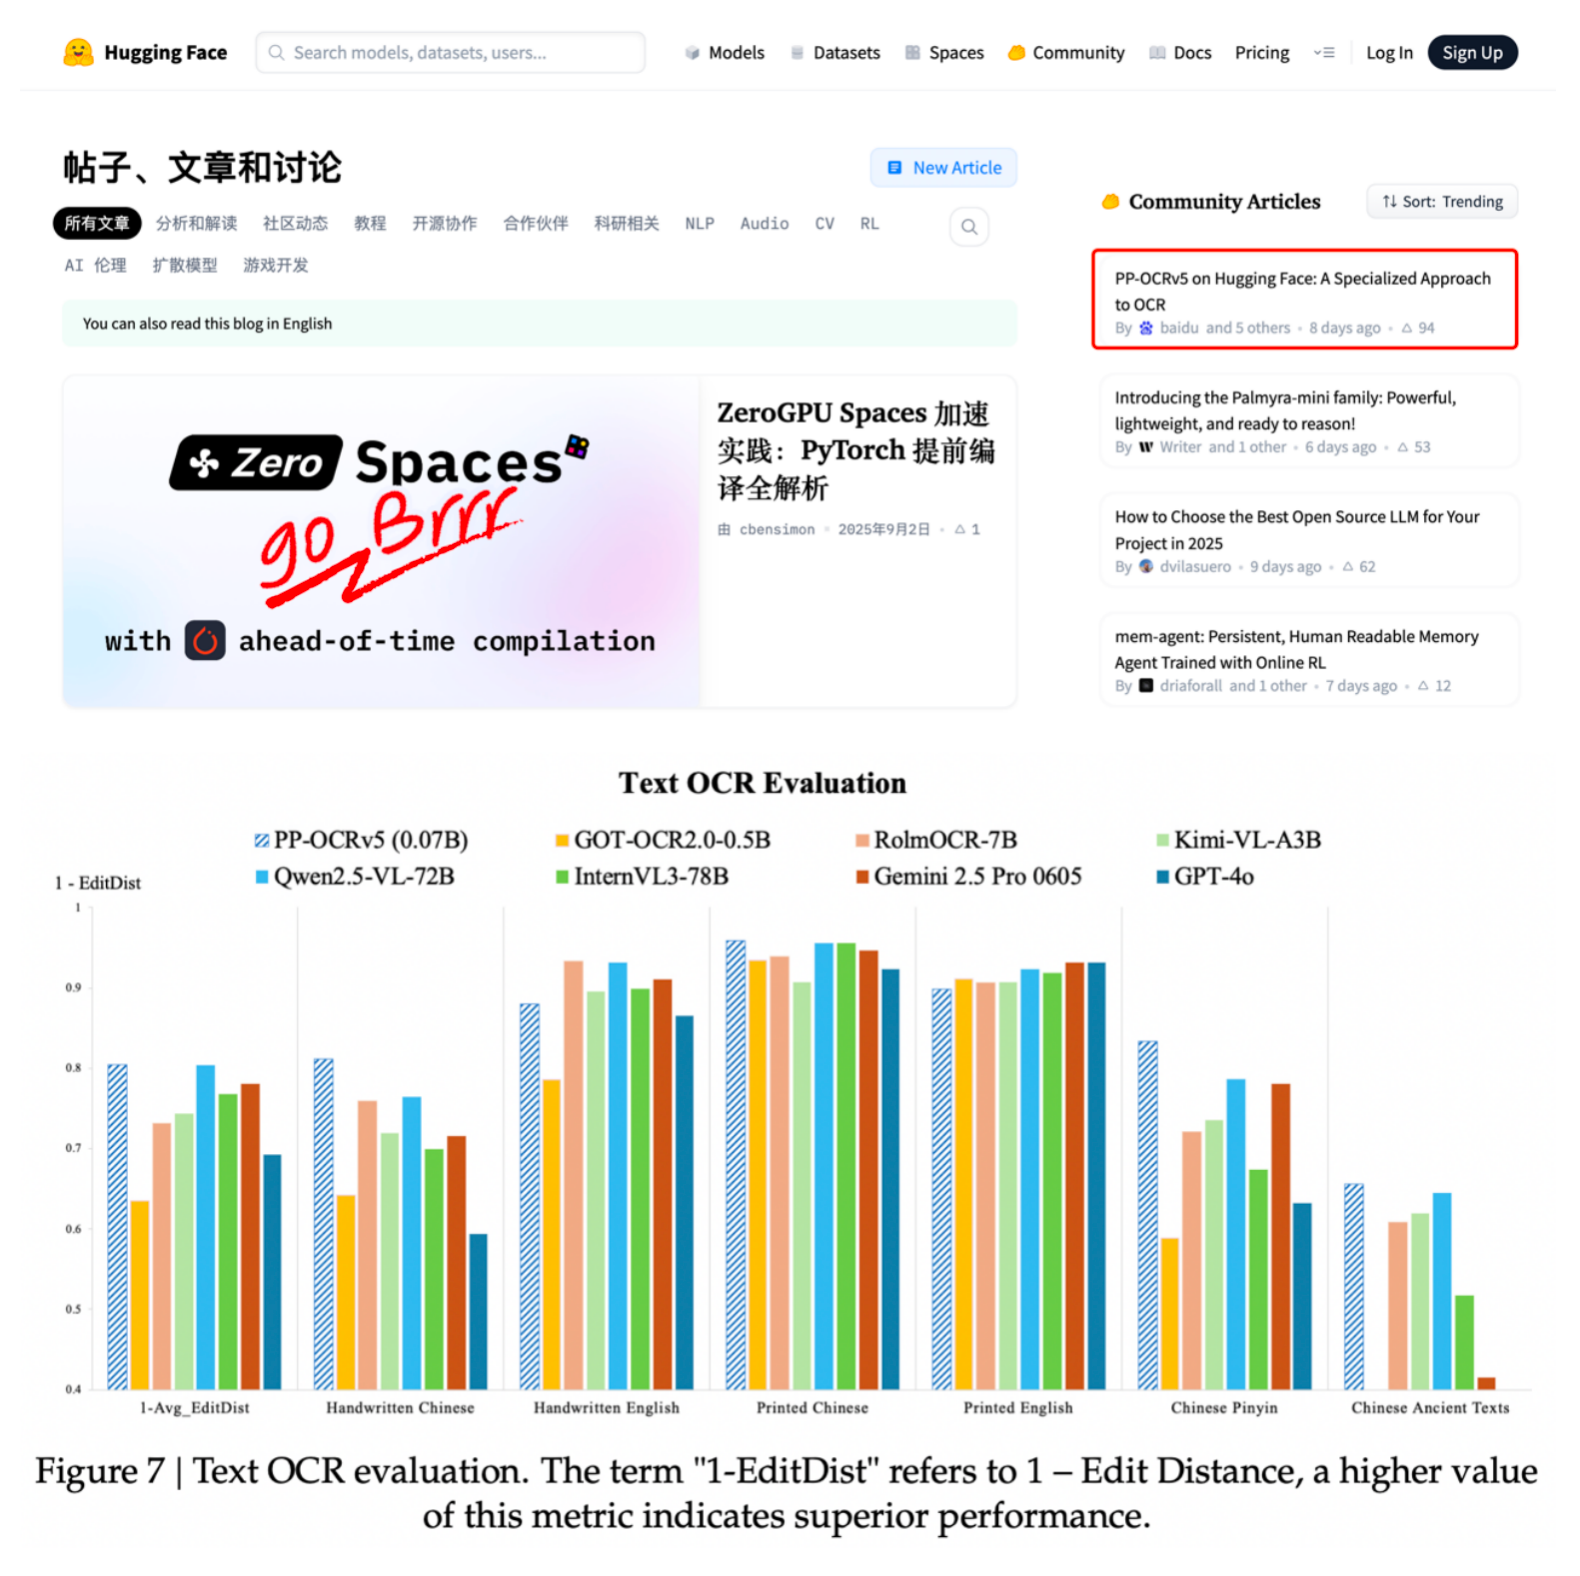 Hugging Face
Search models, datasets, users...
Models
Datasets
Spaces
Community
Docs
Pricing
Log In
Sign Up
帖子、文章和讨论
New Article
所有文章 分析和解读 社区动态 教程 开源协作 合作伙伴 科研相关 NLP Audio CV RL
AI 伦理 扩散模型 游戏开发
You can also read this blog in English
Zero Spaces
go Brrr
with ahead-of-time compilation
ZeroGPU Spaces 加速
实践：PyTorch 提前编
译全解析
由 cbensimon • 2025年9月2日 • △ 1
Community Articles
↑↓ Sort: Trending
PP-OCRv5 on Hugging Face: A Specialized Approach
to OCR
By baidu and 5 others • 8 days ago • △ 94
Introducing the Palmyra-mini family: Powerful,
lightweight, and ready to reason!
By W Writer and 1 other • 6 days ago • △ 53
How to Choose the Best Open Source LLM for Your
Project in 2025
By dvilasuero • 9 days ago • △ 62
mem-agent: Persistent, Human Readable Memory
Agent Trained with Online RL
By driaforall and 1 other • 7 days ago • △ 12
Text OCR Evaluation
PP-OCRv5 (0.07B) GOT-OCR2.0-0.5B RolmOCR-7B Kimi-VL-A3B
Qwen2.5-VL-72B InternVL3-78B Gemini 2.5 Pro 0605 GPT-4o
1 - EditDist
1
0.9
0.8
0.7
0.6
0.5
0.4
1-Avg_EditDist Handwritten Chinese Handwritten English Printed Chinese Printed English Chinese Pinyin Chinese Ancient Texts
Figure 7 | Text OCR evaluation. The term "1-EditDist" refers to 1 – Edit Distance, a higher value
of this metric indicates superior performance.